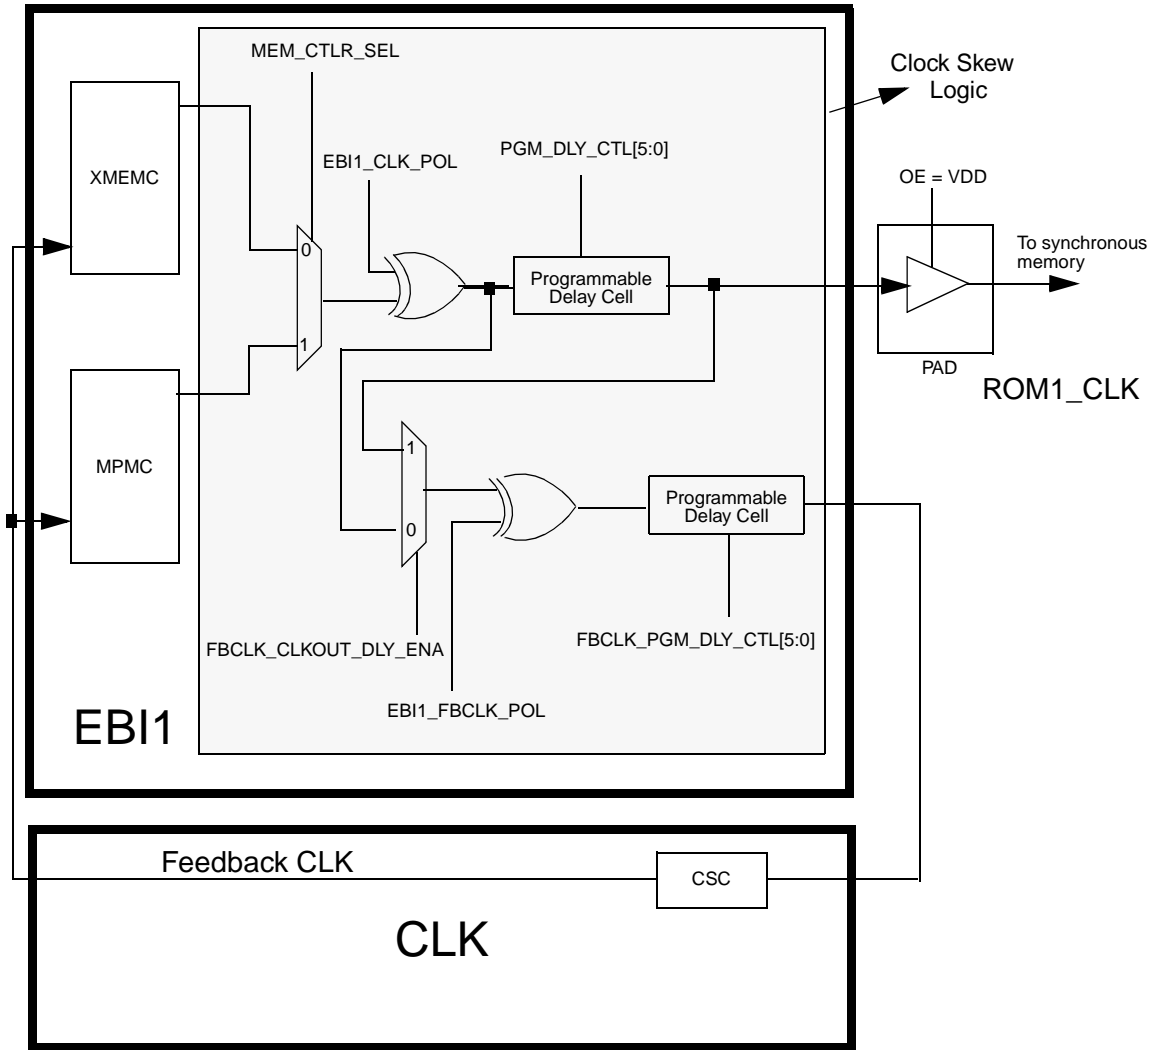 MEM_CTLR_SEL
Clock Skew
Logic
PGM_DLY_CTL[5:0]
EBI1_CLK_POL
XMEMC
OE = VDD
0
To synchronous
memory
Programmable
Delay Cell
1
PAD
ROM1_CLK
1
MPMC
Programmable
Delay Cell
0
FBCLK_CLKOUT_DLY_ENA
FBCLK_PGM_DLY_CTL[5:0]
EBI1_FBCLK_POL
EBI1
Feedback CLK
CSC
CLK